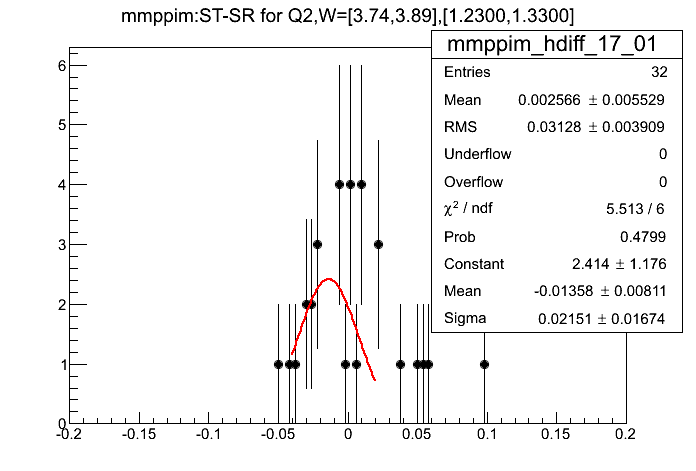 mmppim:ST-SR for Q2,W=[3.74,3.89],[1.2300,1.3300]
mmppim_hdiff_17_01
Entries 32
Mean 0.002566 ± 0.005529
RMS 0.03128 ± 0.003909
Underflow 0
Overflow 0
χ² / ndf 5.513 / 6
Prob 0.4799
Constant 2.414 ± 1.176
Mean -0.01358 ± 0.00811
Sigma 0.02151 ± 0.01674
6
5
4
3
2
1
0
-0.2 -0.15 -0.1 -0.05 0 0.05 0.1 0.15 0.2